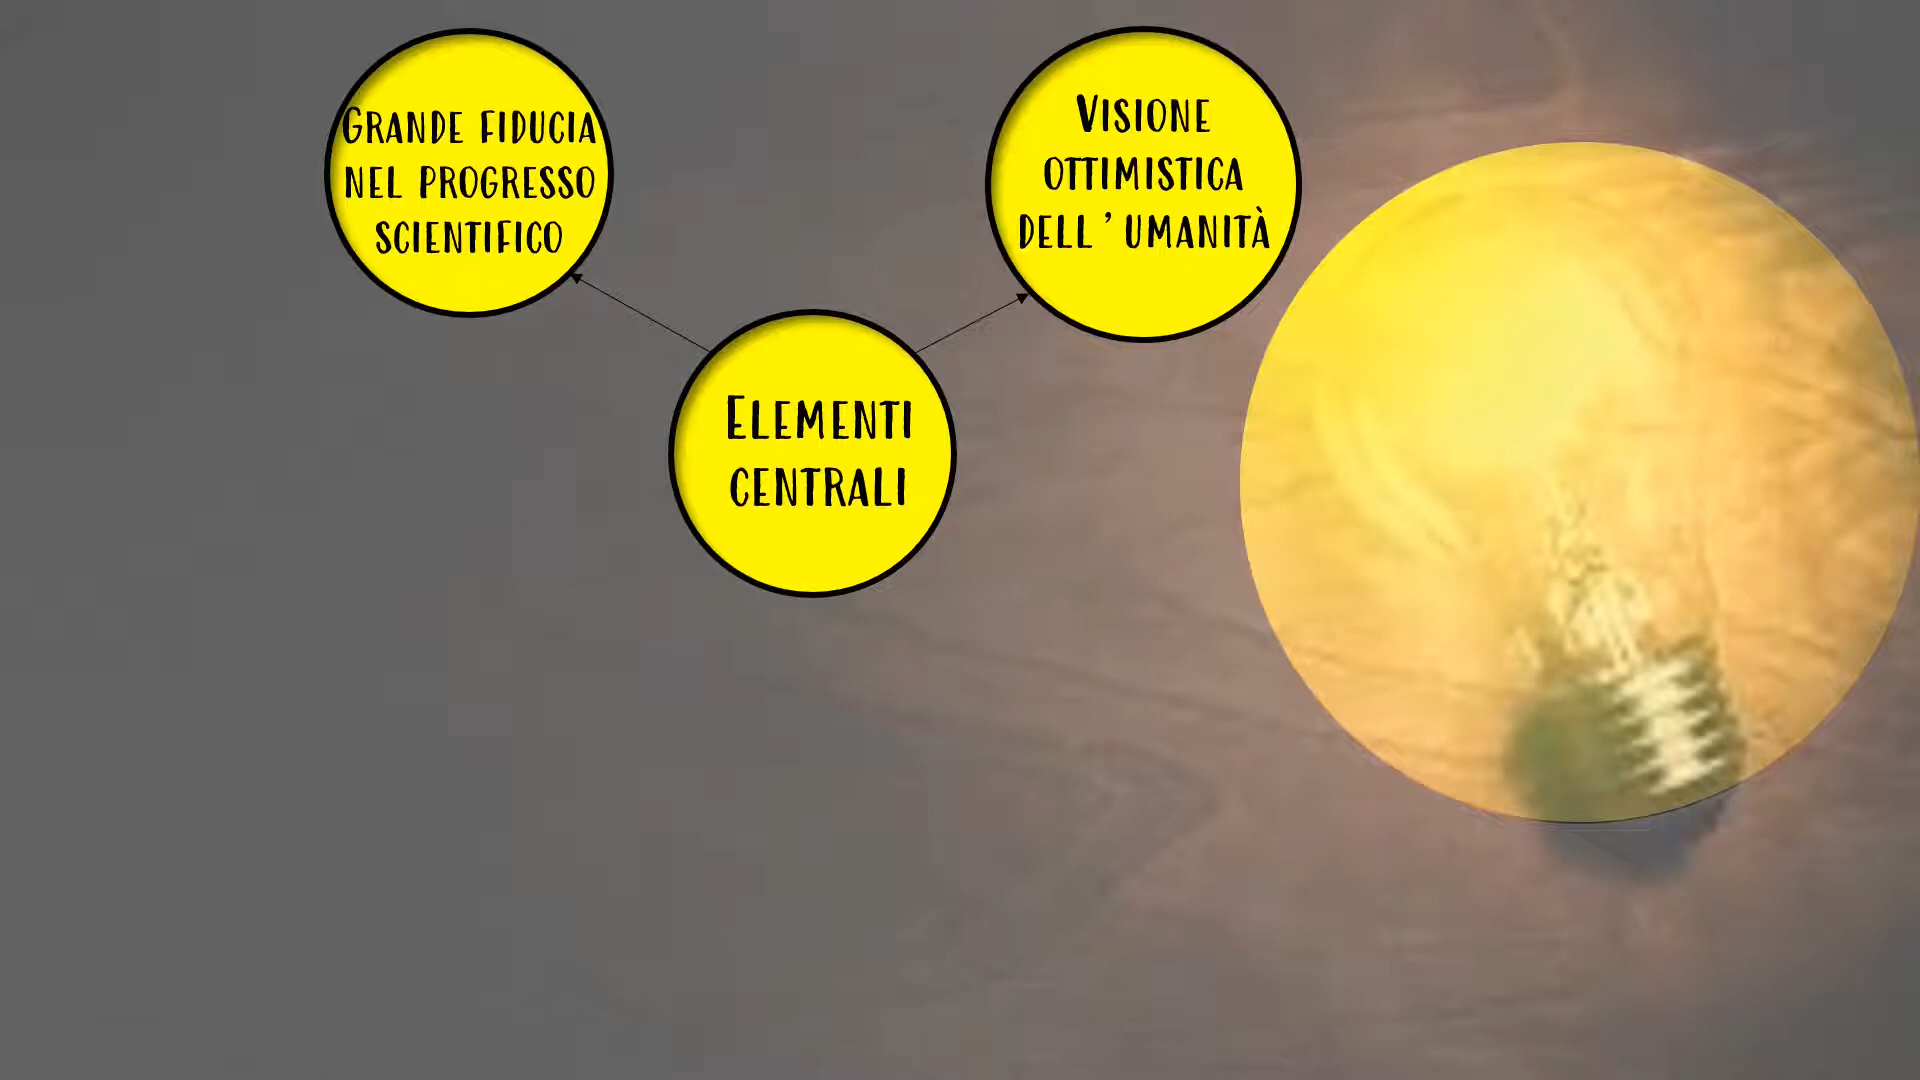 Grande fiducia
nel progresso
scientifico
Visione
ottimistica
dell'umanità
Elementi
centrali